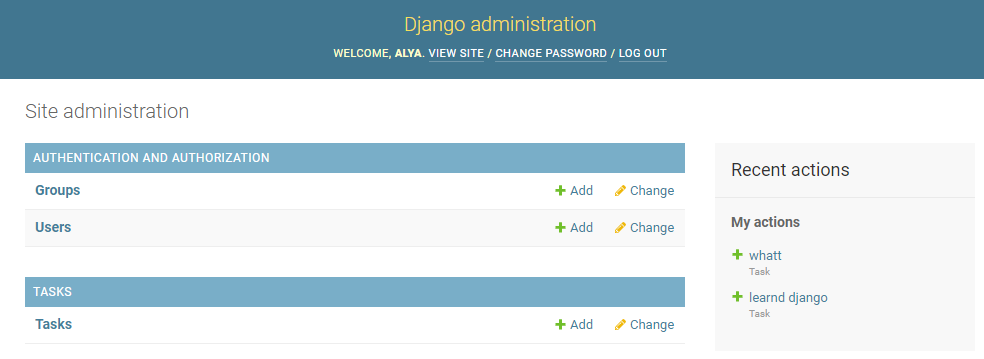 Django administration
WELCOME, ALYA. VIEW SITE / CHANGE PASSWORD / LOG OUT
Site administration
AUTHENTICATION AND AUTHORIZATION
Groups Add Change
Users Add Change
TASKS
Tasks Add Change
Recent actions
My actions
whatt
Task
learnd django
Task